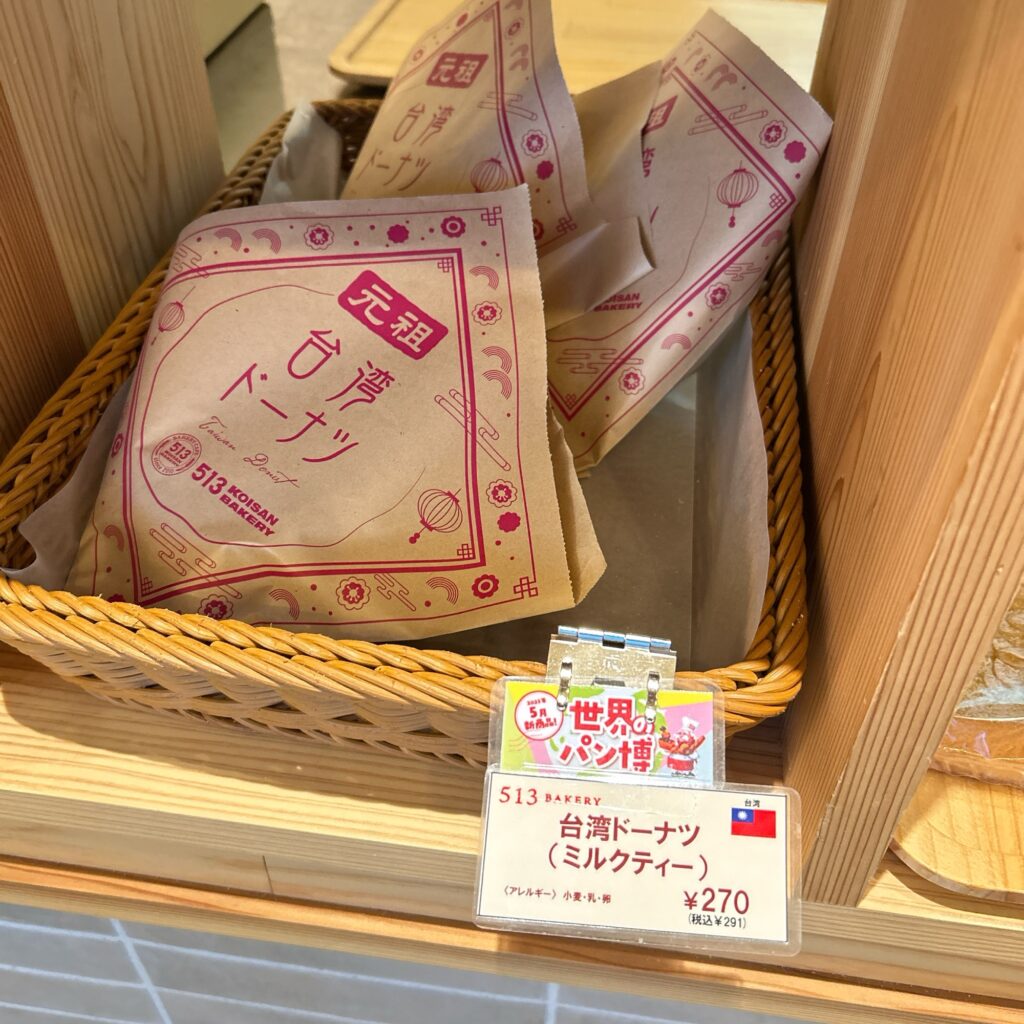 元祖
台湾
ドーナツ
元祖
台湾
ドーナツ
Taiwan Donut
513 BAKERY
513 KOISAN
BAKERY
KOISAN
BAKERY
5月
新商品!
世界の
パン博
513 BAKERY
台湾
台湾ドーナツ
(ミルクティー)
〈アレルギー〉 小麦・乳・卵
¥270
(税込¥291)